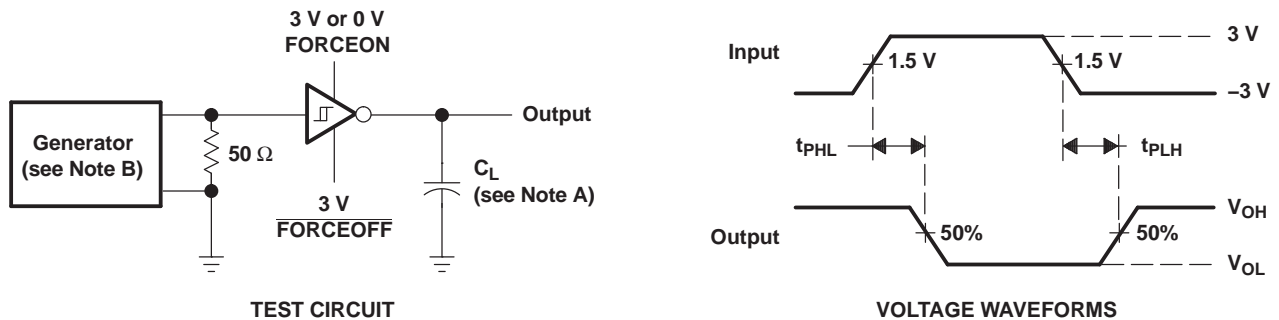 3 V or 0 V
FORCEON
Generator
(see Note B)
50 Ω
Output
CL
(see Note A)
3 V
FORCEOFF
TEST CIRCUIT
Input
3 V
1.5 V
1.5 V
–3 V
tPHL
tPLH
Output
VOH
50%
50%
VOL
VOLTAGE WAVEFORMS